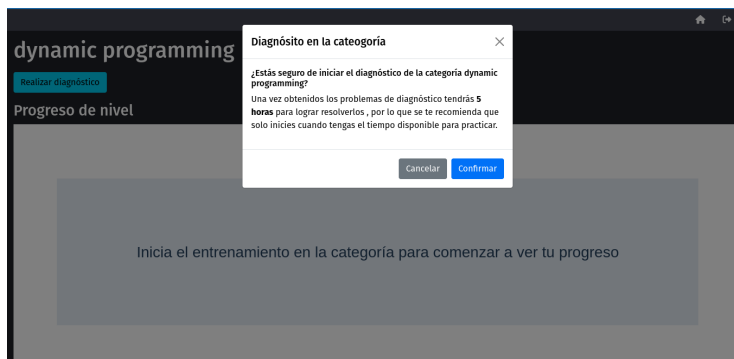 dynamic programming
Realizar diagnóstico
Progreso de nivel
Diagnósito en la cateogoría
¿Estás seguro de iniciar el diagnóstico de la categoría dynamic
programming?
Una vez obtenidos los problemas de diagnóstico tendrás 5
horas para lograr resolverlos , por lo que se te recomienda que
solo inicies cuando tengas el tiempo disponible para practicar.
Cancelar
Confirmar
Inicia el entrenamiento en la categoría para comenzar a ver tu progreso